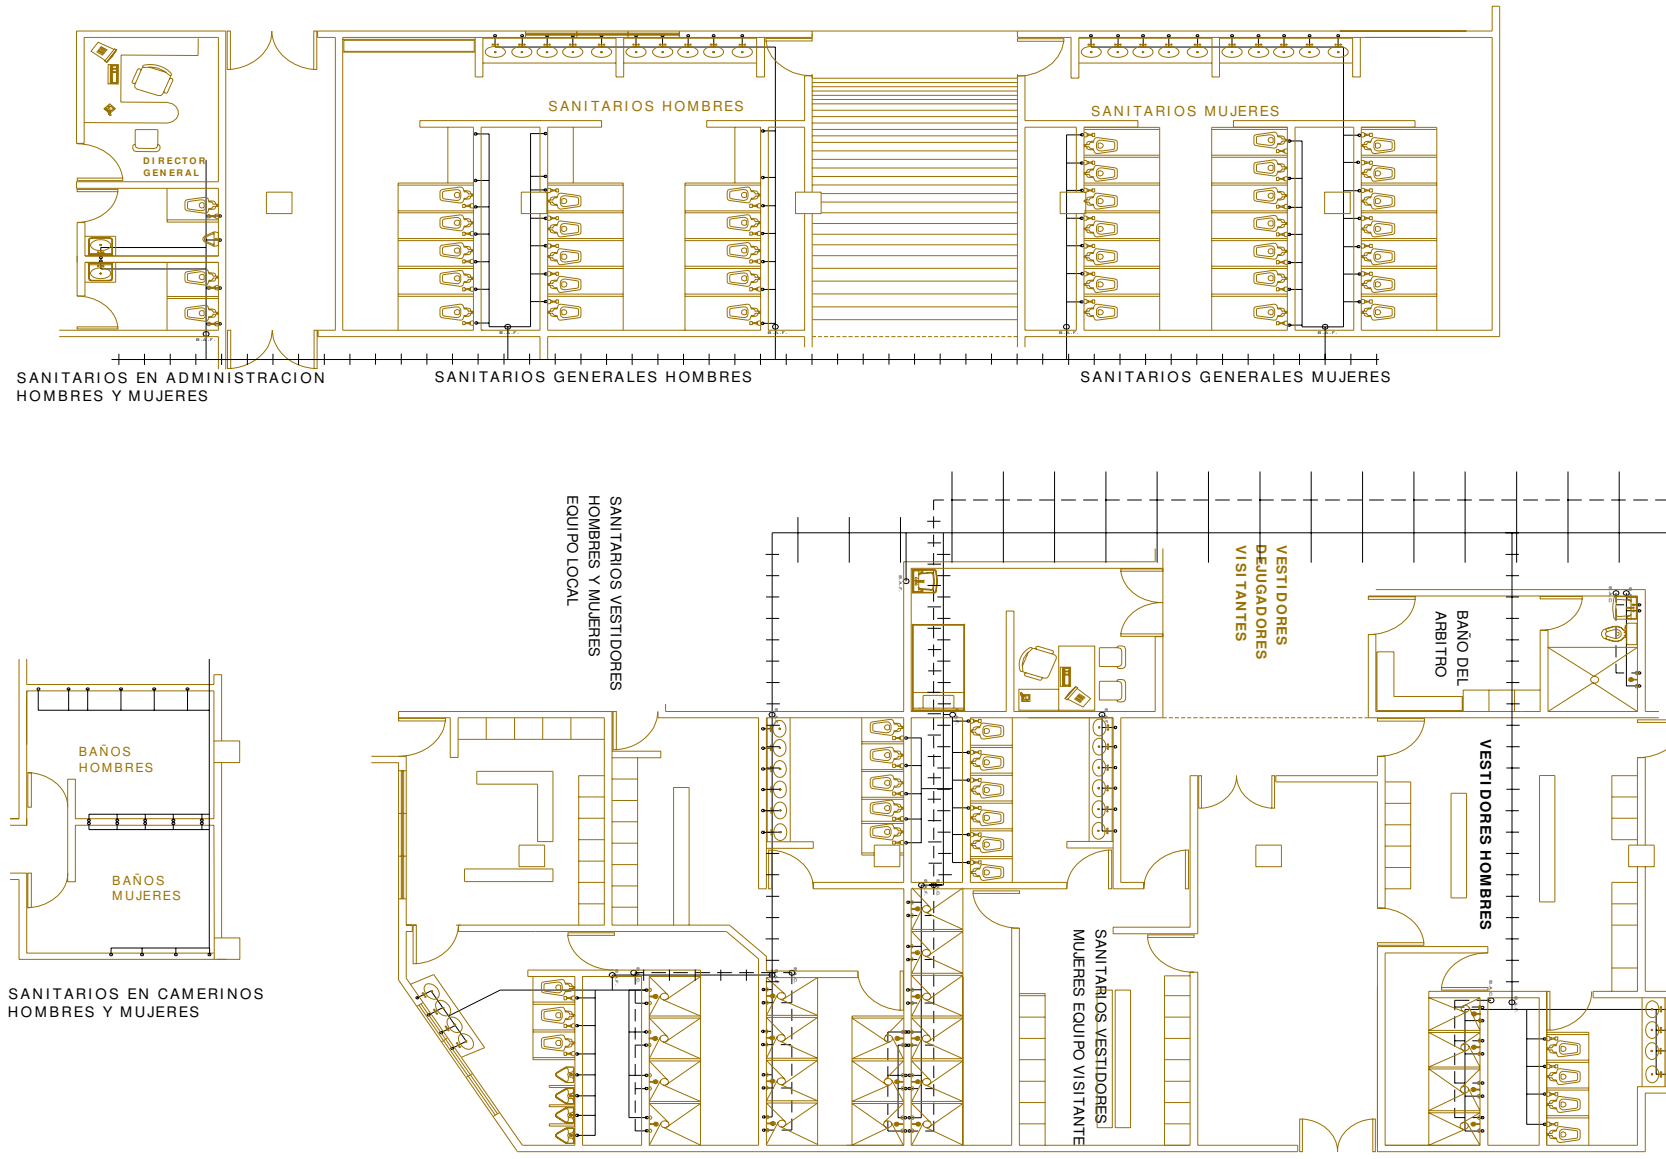 SANITARIOS HOMBRES
SANITARIOS MUJERES
DIRECTOR
GENERAL
B.A.F.
B.A.F.
B.A.F.
B.A.F.
SANITARIOS EN ADMINISTRACION
HOMBRES Y MUJERES
SANITARIOS GENERALES HOMBRES
SANITARIOS GENERALES MUJERES
SANITARIOS VESTIDORES
HOMBRES Y MUJERES
EQUIPO LOCAL
VESTIDORES
DEJUGADORES
VISITANTES
BAÑO DEL
ARBITRO
BAÑOS
HOMBRES
BAÑOS
MUJERES
VESTIDORES HOMBRES
SANITARIOS VESTIDORES
MUJERES EQUIPO VISITANTE
SANITARIOS EN CAMERINOS
HOMBRES Y MUJERES